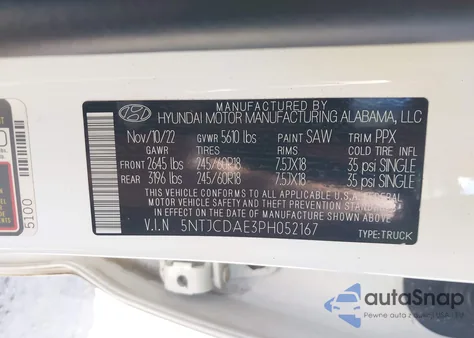 MANUFACTURED BY
HYUNDAI MOTOR MANUFACTURING ALABAMA, LLC
Nov/10/22 GVWR 5610 lbs PAINT SAW TRIM PPX
GAWR TIRES RIMS COLD TIRE INFL
FRONT 2645 lbs 245/60R18 7.5JX18 35 psi SINGLE
REAR 3196 lbs 245/60R18 7.5JX18 35 psi SINGLE
THIS VEHICLE CONFORMS TO ALL APPLICABLE U.S. FEDERAL
MOTOR VEHICLE SAFETY STANDARDS IN EFFECT ON
THE DATE OF MANUFACTURE SHOWN ABOVE.
V.I.N 5NTJCDAE3PH052167 TYPE:TRUCK
5100
autoSnap
Pewne auta z dostawą